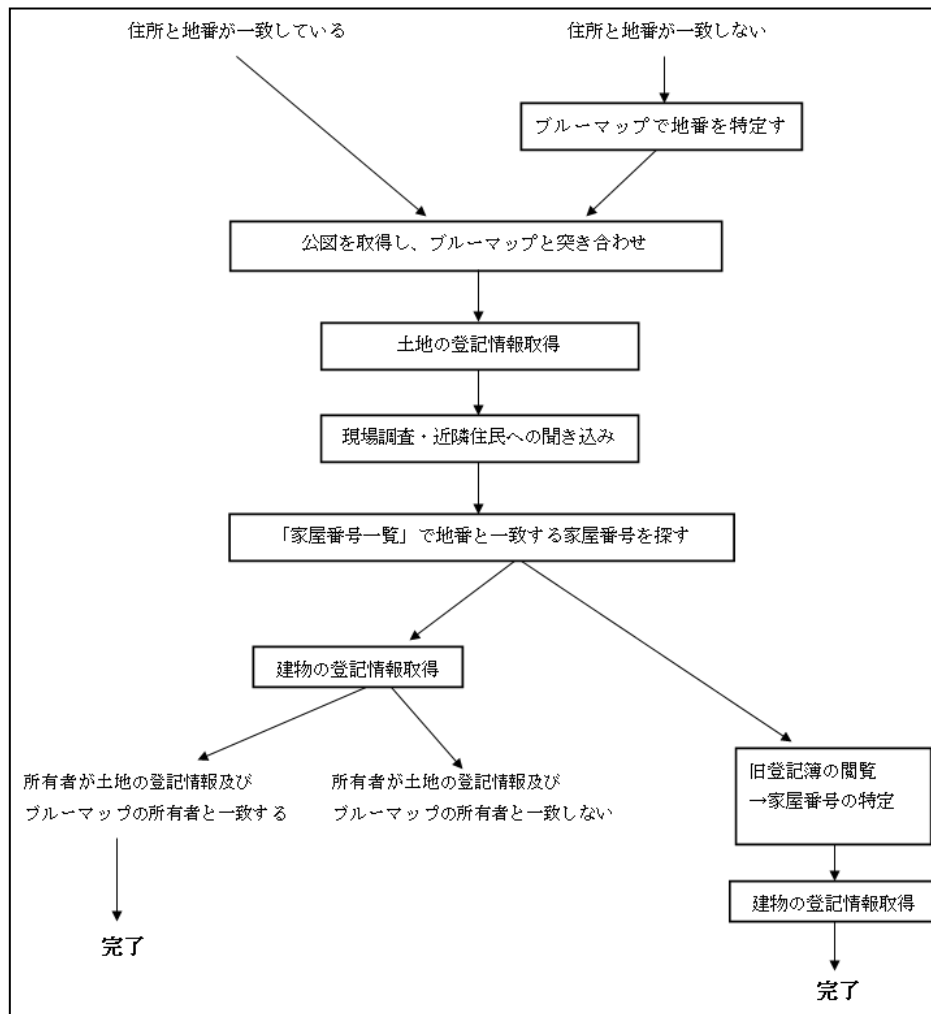 住所と地番が一致している
住所と地番が一致しない
ブルーマップで地番を特定す
公図を取得し、ブルーマップと突き合わせ
土地の登記情報取得
現場調査・近隣住民への聞き込み
「家屋番号一覧」で地番と一致する家屋番号を探す
建物の登記情報取得
所有者が土地の登記情報及び
ブルーマップの所有者と一致する
所有者が土地の登記情報及び
ブルーマップの所有者と一致しない
旧登記簿の閲覧
→家屋番号の特定
建物の登記情報取得
完了
完了